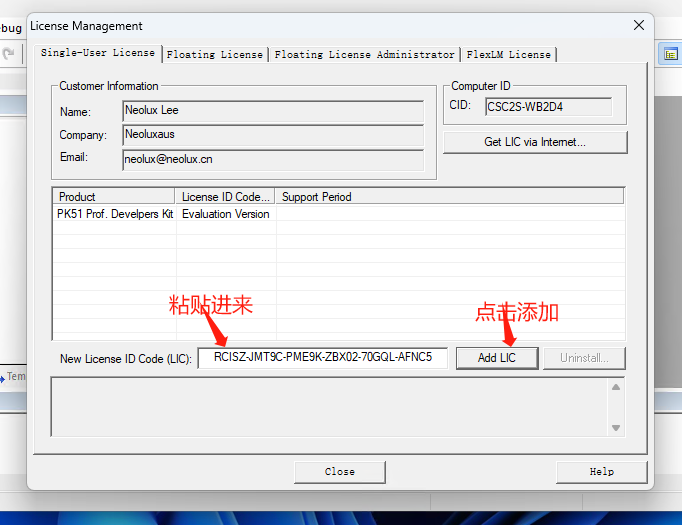 ebug
License Management
Single-User License
Floating License
Floating License Administrator
FlexLM License
Customer Information
Name:
Neolux Lee
Company:
Neoluxaus
Email:
neolux@neolux.cn
Computer ID
CID:
CSC2S-WB2D4
Get LIC via Internet...
Product
License ID Code...
Support Period
PK51 Prof. Develpers Kit
Evaluation Version
粘贴进来
点击添加
New License ID Code (LIC):
RCISZ-JMT9C-PME9K-ZBX02-70GQL-AFNC5
Add LIC
Uninstall...
Tem
Close
Help